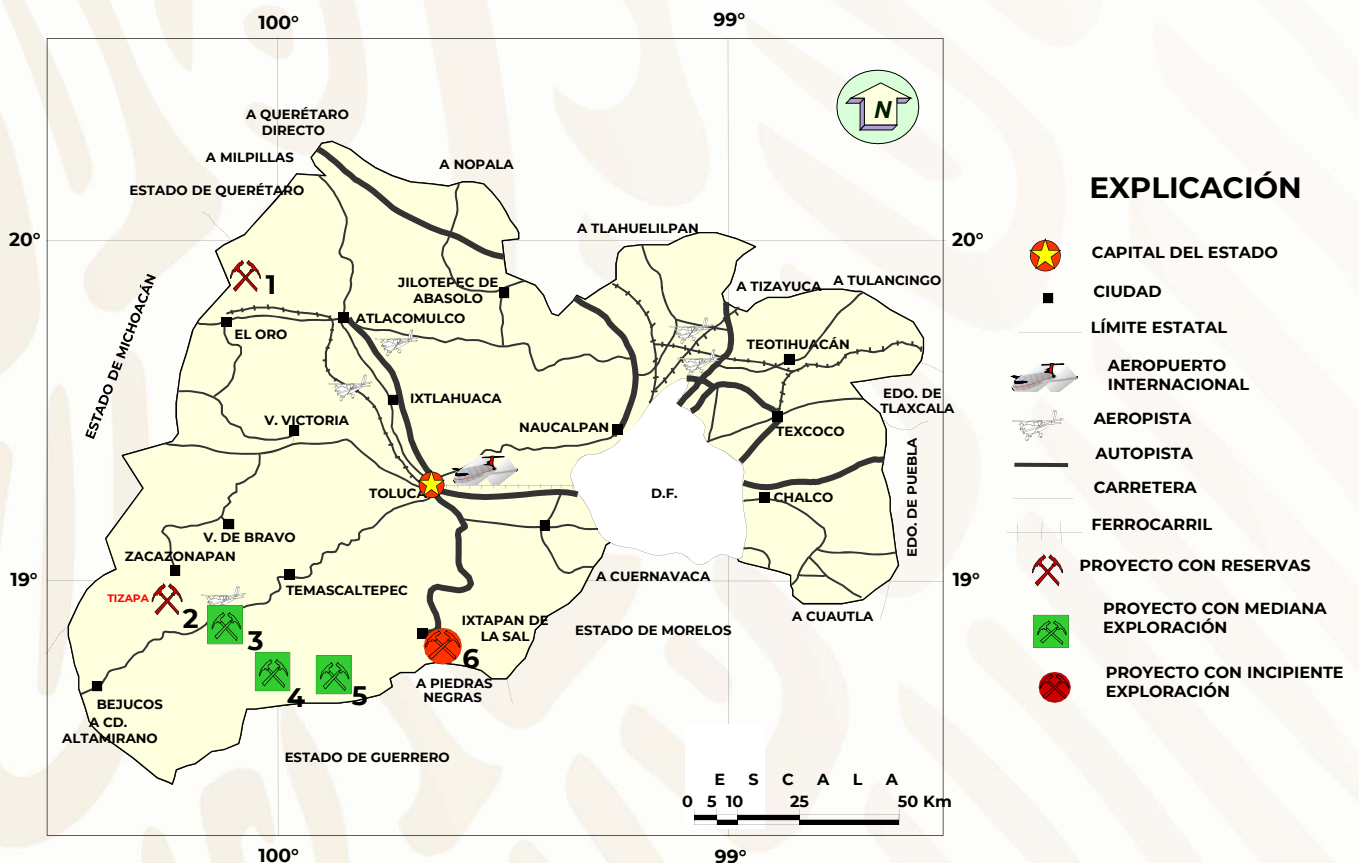 100°
99°
A QUERÉTARO
DIRECTO
A MILPILLAS
A NOPALA
ESTADO DE QUERÉTARO
N
EXPLICACIÓN
20°
A TLAHUELILPAN
20°
CAPITAL DEL ESTADO
1
JILOTEPEC DE
ABASOLO
A TIZAYUCA
A TULANCINGO
CIUDAD
ATLACOMULCO
EL ORO
LÍMITE ESTATAL
TEOTIHUACÁN
ESTADO DE MICHOACÁN
AEROPUERTO
INTERNACIONAL
IXTLAHUACA
EDO. DE
TLAXCALA
V. VICTORIA
NAUCALPAN
TEXCOCO
AEROPISTA
AUTOPISTA
TOLUCA
D.F.
CHALCO
EDO. DE PUEBLA
CARRETERA
V. DE BRAVO
FERROCARRIL
ZACAZONAPAN
19°
A CUERNAVACA
19°
PROYECTO CON RESERVAS
TEMASCALTEPEC
TIZAPA
2
3
IXTAPAN DE
LA SAL
ESTADO DE MORELOS
A CUAUTLA
PROYECTO CON MEDIANA
EXPLORACIÓN
6
4
5
A PIEDRAS
NEGRAS
PROYECTO CON INCIPIENTE
EXPLORACIÓN
BEJUCOS
A CD.
ALTAMIRANO
ESTADO DE GUERRERO
E S C A L A
0 5 10 25 50 Km
100°
99°